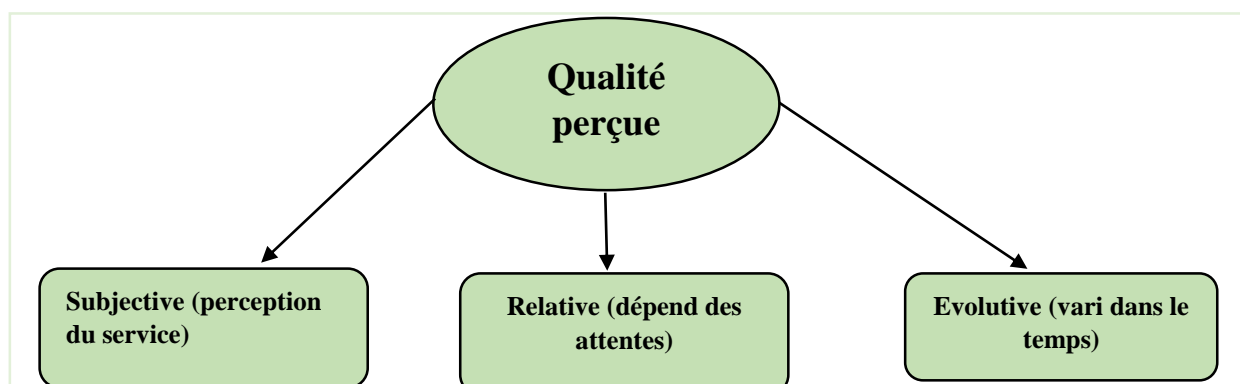 Qualité
perçue
Subjective (perception
du service)
Relative (dépend des
attentes)
Evolutive (vari dans le
temps)